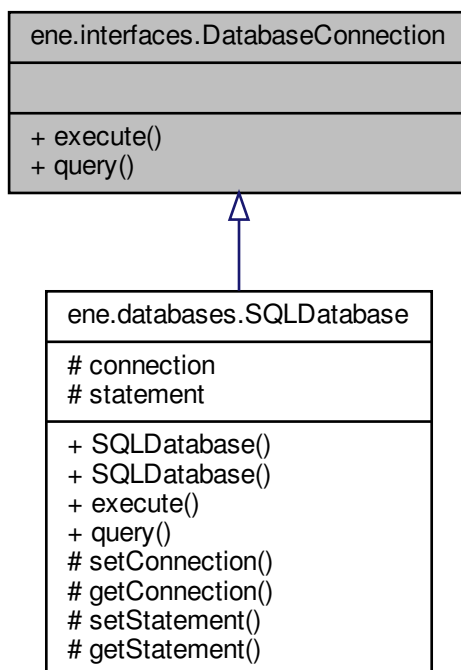 ene.interfaces.DatabaseConnection
+ execute()
+ query()
ene.databases.SQLDatabase
# connection
# statement
+ SQLDatabase()
+ SQLDatabase()
+ execute()
+ query()
# setConnection()
# getConnection()
# setStatement()
# getStatement()